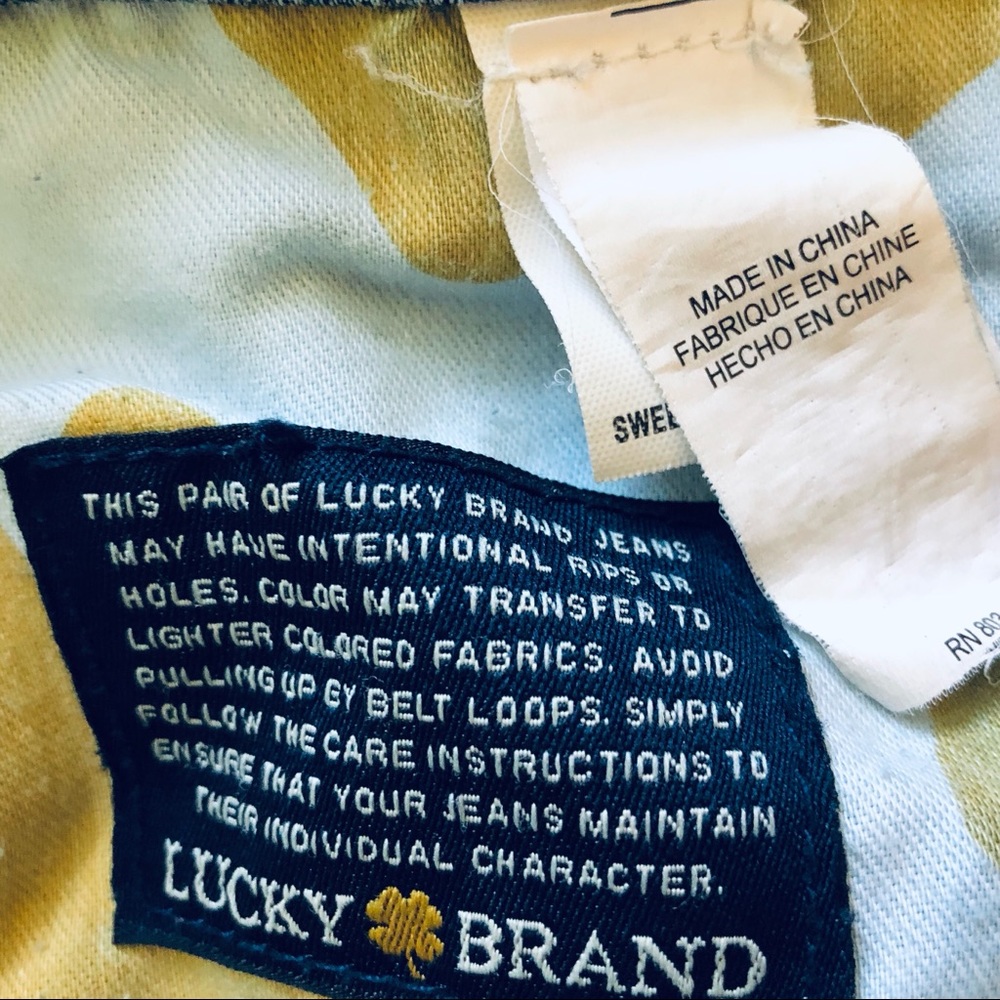 MADE IN CHINA
FABRIQUE EN CHINE
HECHO EN CHINA
RN 80
THIS PAIR OF LUCKY BRAND JEANS
MAY HAVE INTENTIONAL RIPS OR
HOLES. COLOR MAY TRANSFER TO
LIGHTER COLORED FABRICS. AVOID
PULLING UP BY BELT LOOPS. SIMPLY
FOLLOW THE CARE INSTRUCTIONS TO
ENSURE THAT YOUR JEANS MAINTAIN
THEIR INDIVIDUAL CHARACTER.
LUCKY BRAND